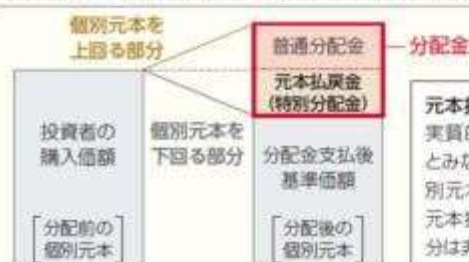 個別元本を
上回る部分
普通分配金
分配金
元本払戻金
(特別分配金)
投資者の
購入価額
個別元本を
下回る部分
分配金支払後
基準価額
[分配前の
個別元本]
[分配後の
個別元本]
元本
実質
とみな
別元
元本
分は非